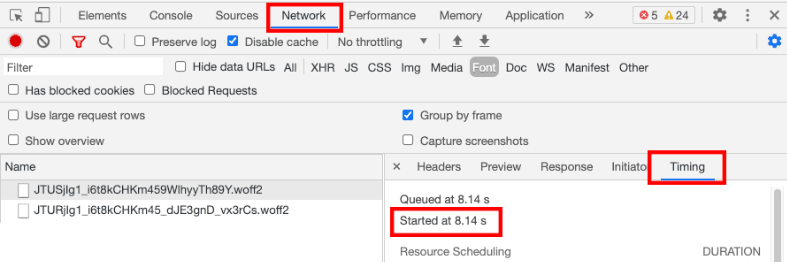 Elements Console Sources Network Performance Memory Application » 5 24
Preserve log Disable cache No throttling
Filter Hide data URLs All XHR JS CSS Img Media Font Doc WS Manifest Other
Has blocked cookies Blocked Requests
Use large request rows Group by frame
Show overview Capture screenshots
Name × Headers Preview Response Initiator Timing
JTUSjIg1_i6t8kCHKm459WlhyyTh89Y.woff2
Queued at 8.14 s
JTURjIg1_i6t8kCHKm45_dJE3gnD_vx3rCs.woff2
Started at 8.14 s
Resource Scheduling DURATION